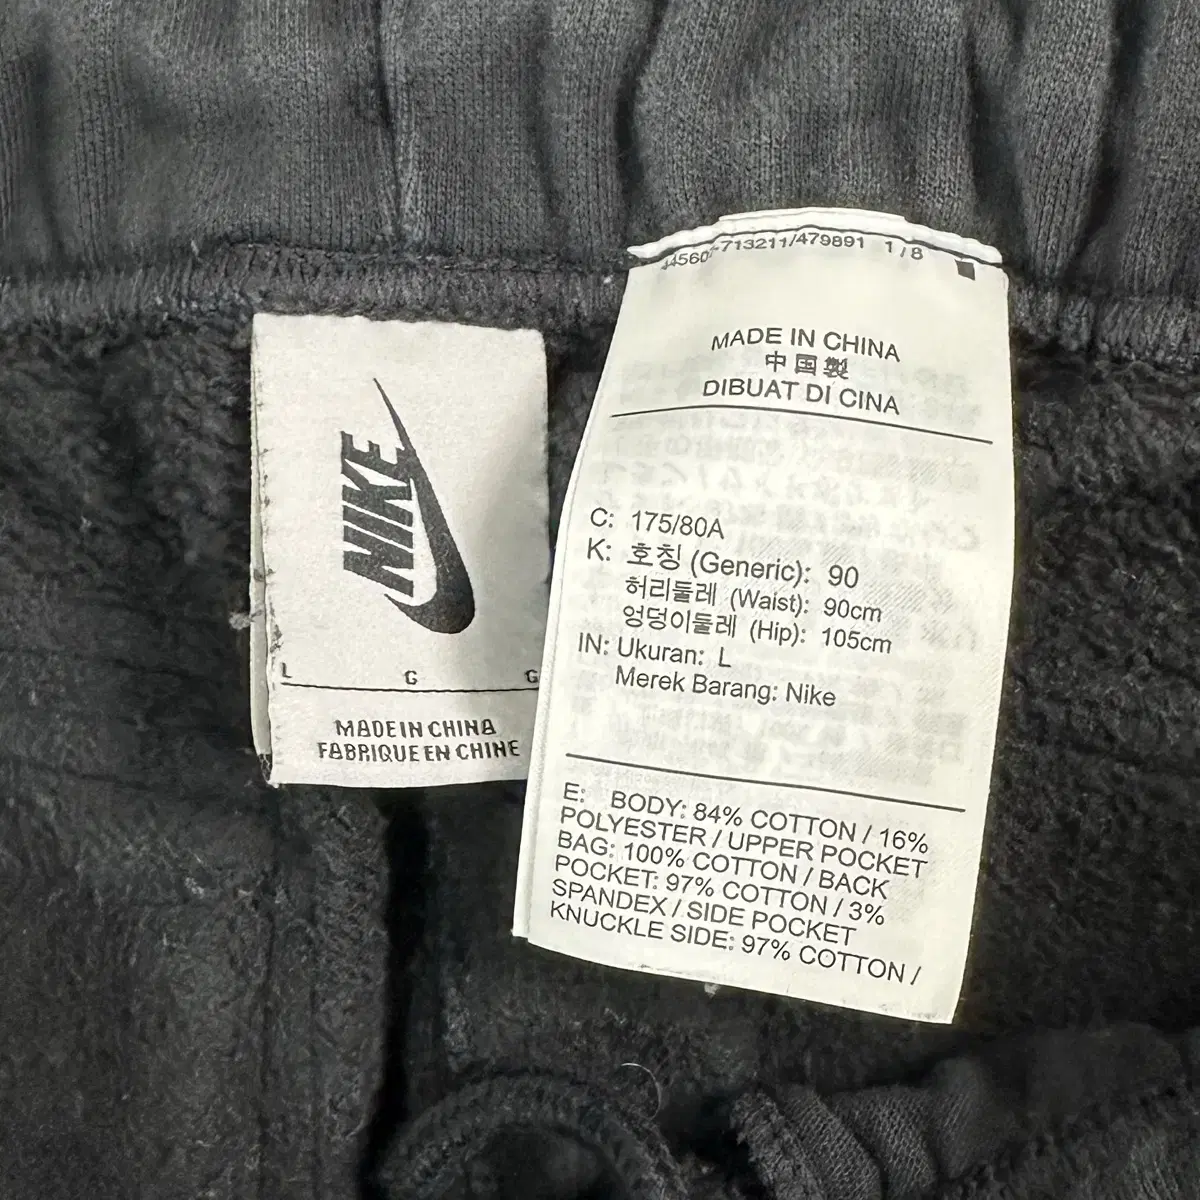 NIKE
L G G
MADE IN CHINA
FABRIQUE EN CHINE
713211/479891 1/8
MADE IN CHINA
中国製
DIBUAT DI CINA
C: 175/80A
K: 호칭 (Generic): 90
허리둘레 (Waist): 90cm
엉덩이둘레 (Hip): 105cm
IN: Ukuran: L
Merek Barang: Nike
E: BODY: 84% COTTON / 16%
POLYESTER / UPPER POCKET
BAG: 100% COTTON / BACK
POCKET: 97% COTTON / 3%
SPANDEX / SIDE POCKET
KNUCKLE SIDE: 97% COTTON /